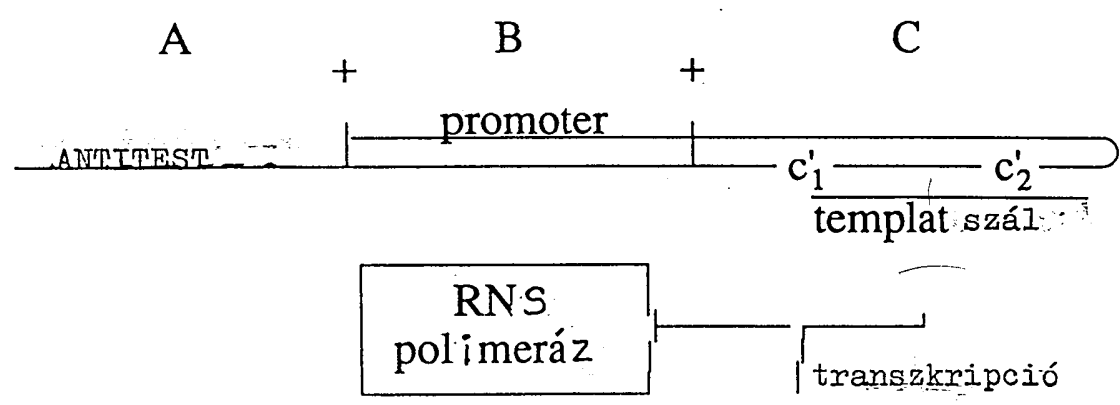 A B C
+ +
promoter
ANTITEST
c'1 c'2
templat szál
RNS
polimeráz
transzkripció